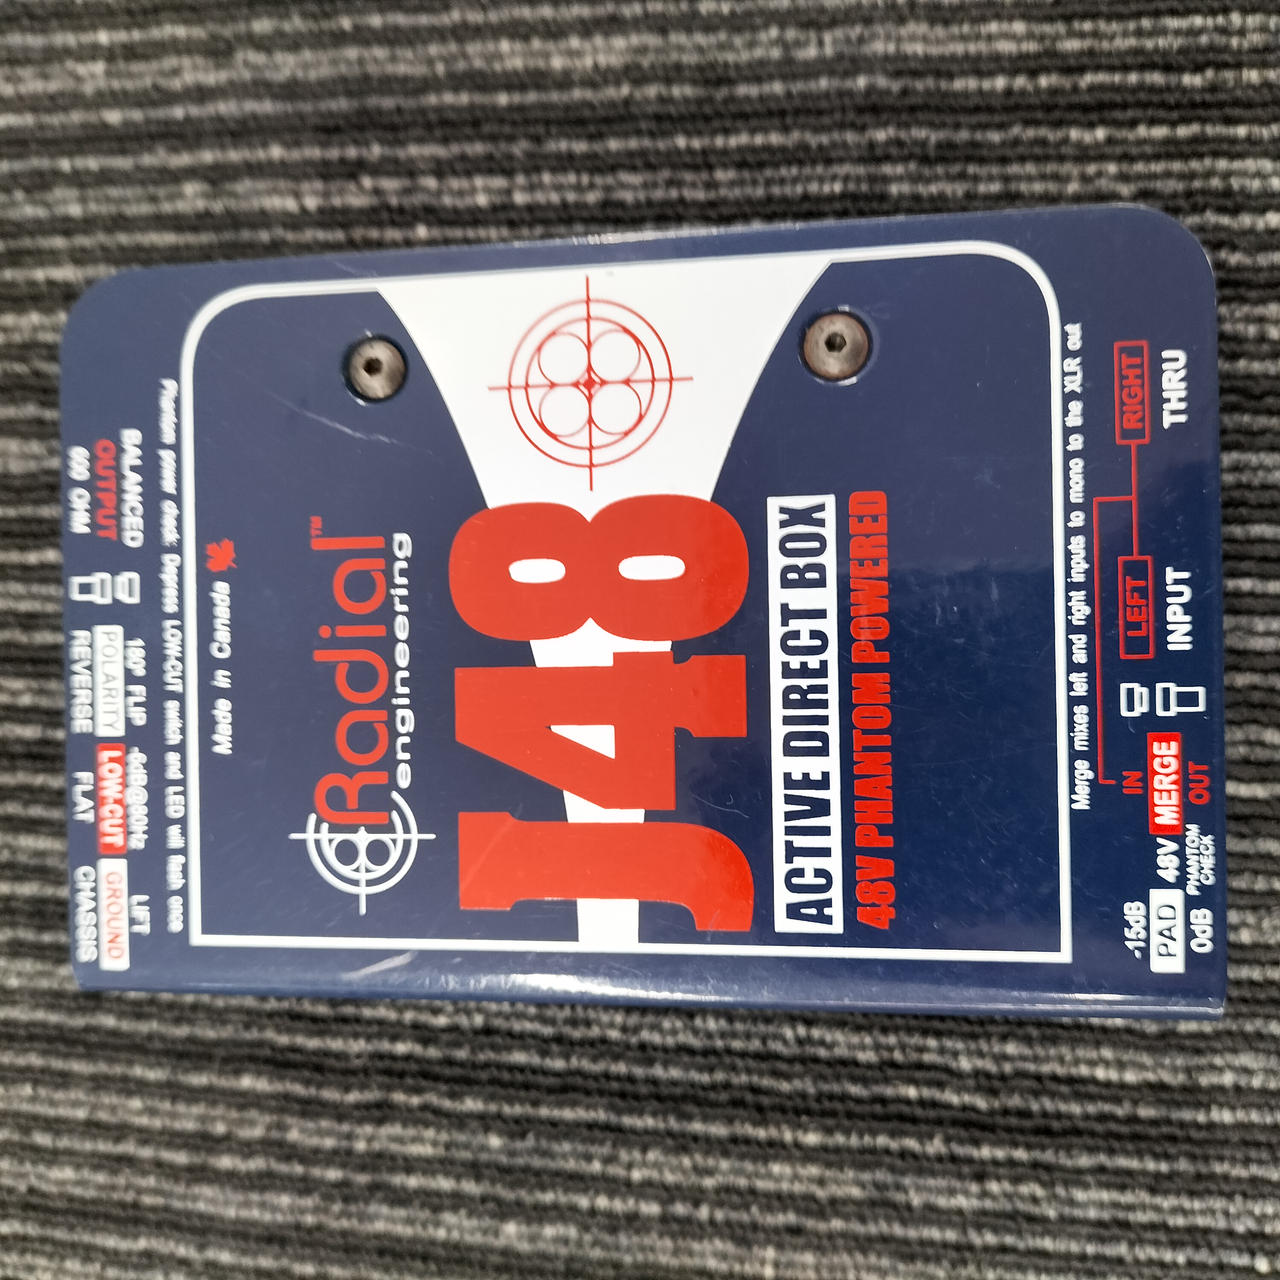 CHASSIS FLAT REVERSE 600 OHM
GROUND LOW-CUT POLARITY OUTPUT
LIFT -6dB@80Hz 180° FLIP BALANCED
Phantom power check: Depress LOW-CUT switch and LED will flash once
Made in Canada
Radial™
engineering
J48
ACTIVE DIRECT BOX
48V PHANTOM POWERED
Merge mixes left and right inputs to mono to the XLR out
-15dB IN LEFT RIGHT
PAD 48V MERGE INPUT THRU
0dB PHANTOM CHECK OUT